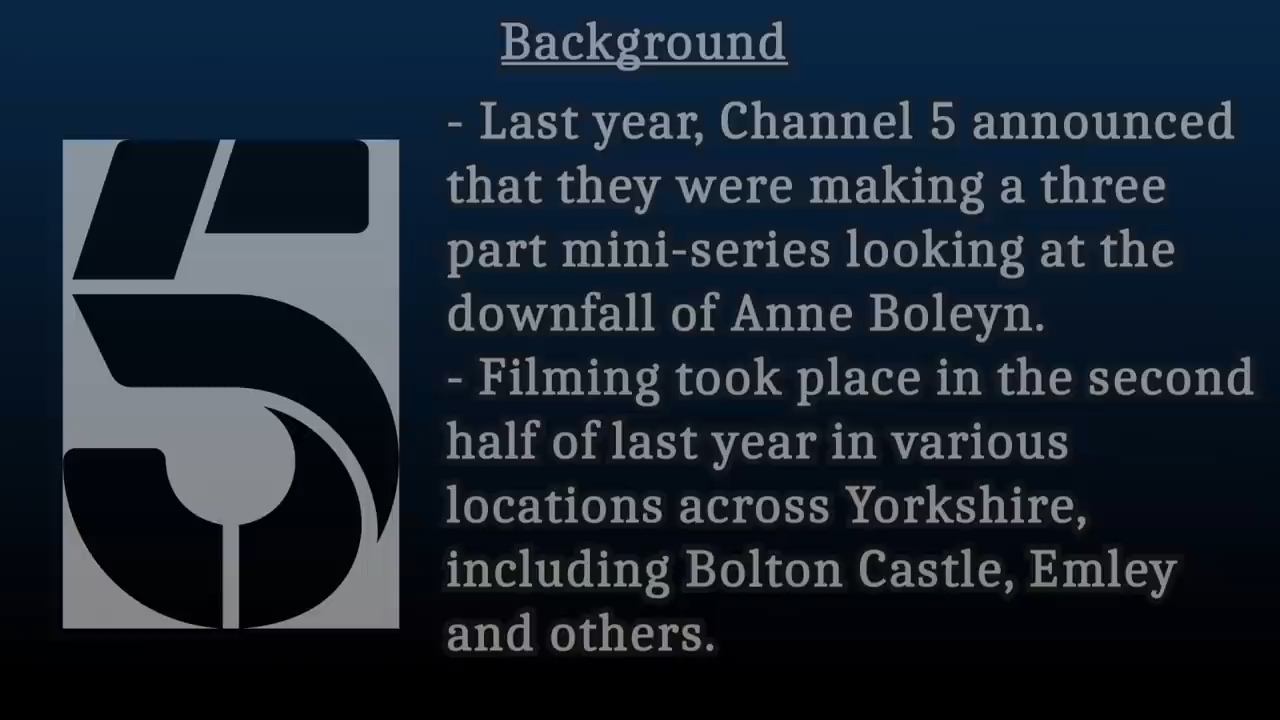 Background
- Last year, Channel 5 announced
that they were making a three
part mini-series looking at the
downfall of Anne Boleyn.
- Filming took place in the second
half of last year in various
locations across Yorkshire,
including Bolton Castle, Emley
and others.
5